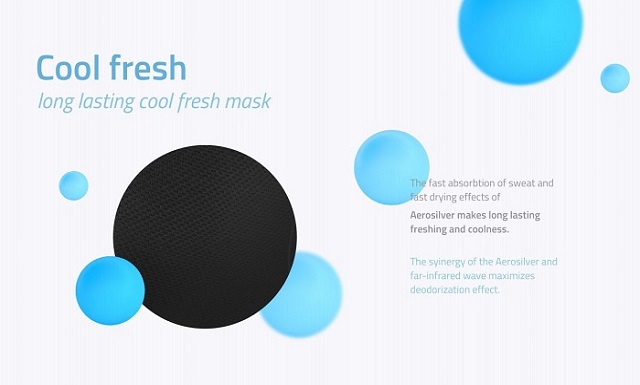 Cool fresh
long lasting cool fresh mask
The fast absorbtion of sweat and
fast drying effects of
Aerosilver makes long lasting
freshing and coolness.
The syinergy of the Aerosilver and
far-infrared wave maximizes
deodorization effect.